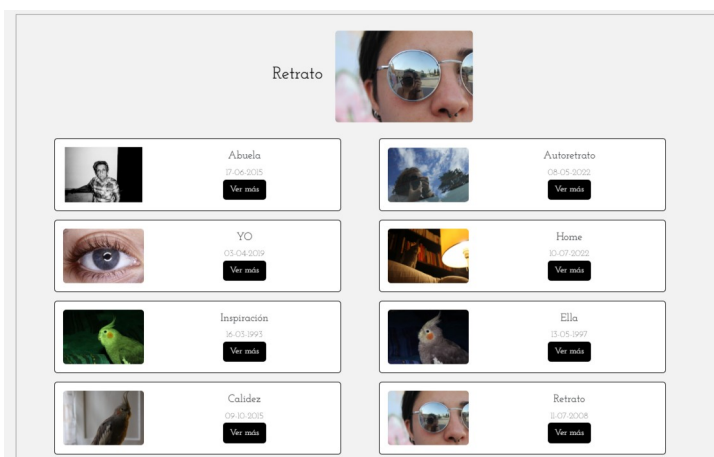 Retrato
Abuela
17-06-2015
Ver más
Autoretrato
08-05-2022
Ver más
YO
03-04-2019
Ver más
Home
10-07-2022
Ver más
Inspiración
16-03-1993
Ver más
Ella
13-05-1997
Ver más
Calidez
09-10-2015
Ver más
Retrato
11-07-2008
Ver más